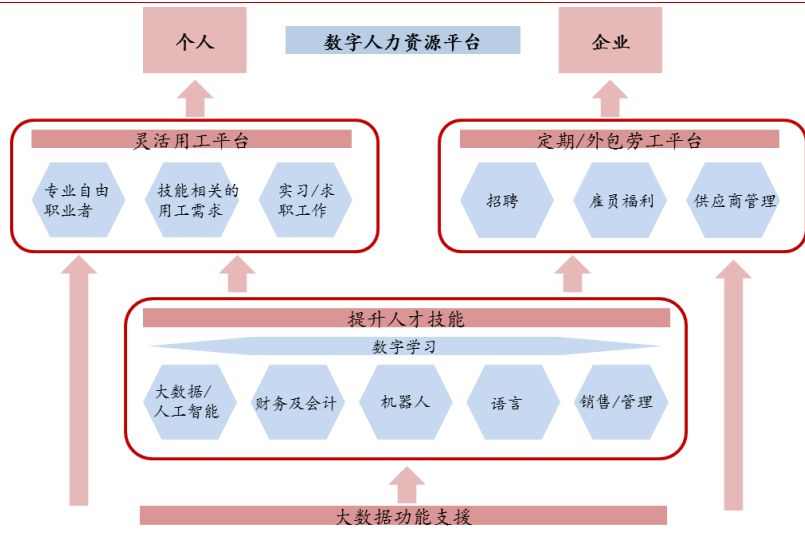 个人
数字人力资源平台
企业
灵活用工平台
定期/外包劳工平台
专业自由
职业者
技能相关的
用工需求
实习/求
职工作
招聘
雇员福利
供应商管理
提升人才技能
数字学习
大数据/
人工智能
财务及会计
机器人
语言
销售/管理
大数据功能支援